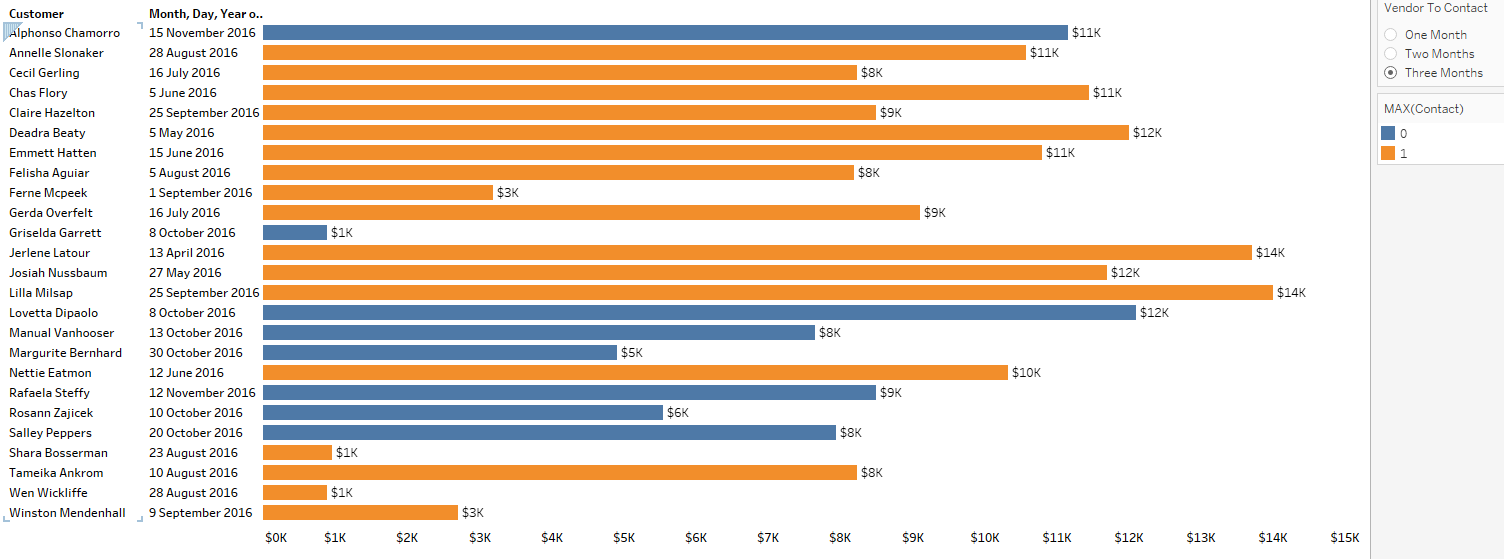 Customer Month, Day, Year o..
Alphonso Chamorro 15 November 2016 $11K
Annelle Slonaker 28 August 2016 $11K
Cecil Gerling 16 July 2016 $8K
Chas Flory 5 June 2016 $11K
Claire Hazelton 25 September 2016 $9K
Deadra Beaty 5 May 2016 $12K
Emmett Hatten 15 June 2016 $11K
Felisha Aguiar 5 August 2016 $8K
Ferne Mcpeek 1 September 2016 $3K
Gerda Overfelt 16 July 2016 $9K
Griselda Garrett 8 October 2016 $1K
Jerlene Latour 13 April 2016 $14K
Josiah Nussbaum 27 May 2016 $12K
Lilla Milsap 25 September 2016 $14K
Lovetta Dipaolo 8 October 2016 $12K
Manual Vanhooser 13 October 2016 $8K
Margurite Bernhard 30 October 2016 $5K
Nettie Eatmon 12 June 2016 $10K
Rafaela Steffy 12 November 2016 $9K
Rosann Zajicek 10 October 2016 $6K
Salley Peppers 20 October 2016 $8K
Shara Bosserman 23 August 2016 $1K
Tameika Ankrom 10 August 2016 $8K
Wen Wickliffe 28 August 2016 $1K
Winston Mendenhall 9 September 2016 $3K
$0K $1K $2K $3K $4K $5K $6K $7K $8K $9K $10K $11K $12K $13K $14K $15K
Vendor To Contact
One Month
Two Months
Three Months
MAX(Contact)
0
1